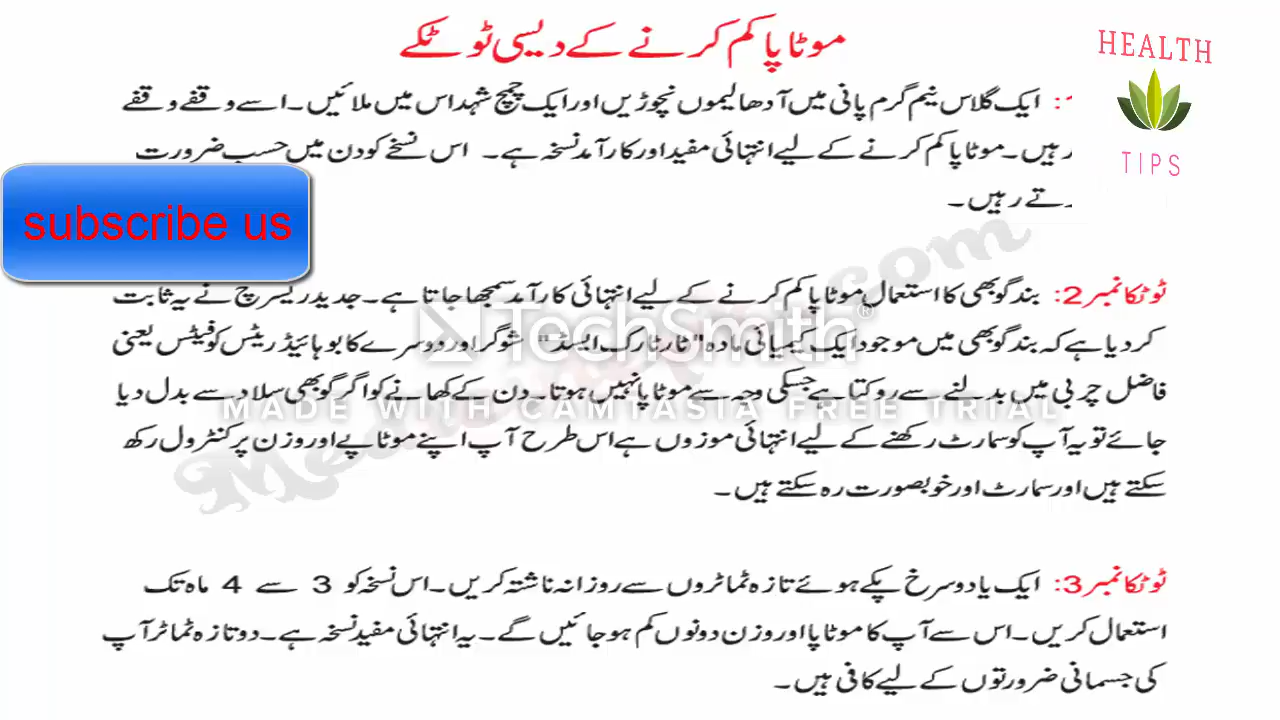 موٹاپا کم کرنے کے دیسی ٹوٹکے
HEALTH
TIPS
ایک گلاس نیم گرم پانی میں آدھا لیموں نچوڑیں اور ایک چمچ شہد اس میں ملائیں۔ اسے وقفے وقفے
رہیں۔ موٹاپا کم کرنے کے لیے انتہائی مفید اور کارآمد نسخہ ہے۔ اس نسخے کو دن میں حسب ضرورت
رتے رہیں۔
subscribe us
ٹوٹکا نمبر 2: بند گوبھی کا استعمال موٹاپا کم کرنے کے لیے انتہائی کارآمد سمجھا جاتا ہے۔ جدید ریسرچ نے یہ ثابت
کر دیا ہے کہ بند گوبھی میں موجود ایک کیمیائی مادہ "ٹارٹارک ایسڈ" شوگر اور دوسرے کابوہائیڈریٹس کو فیٹس یعنی
فاضل چربی میں بدلنے سے روکتا ہے جسکی وجہ سے موٹاپا نہیں ہوتا۔ دن کے کھانے کو اگر گوبھی سلاد سے بدل دیا
جائے تو یہ آپ کو سمارٹ رکھنے کے لیے انتہائی موزوں ہے اس طرح آپ اپنے موٹاپے اور وزن پر کنٹرول رکھ
سکتے ہیں اور سمارٹ اور خوبصورت رہ سکتے ہیں۔
TechSmith®
MADE WITH CAMTASIA FREE TRIAL
ٹوٹکا نمبر 3: ایک یا دو سرخ پکے ہوئے تازہ ٹماٹروں سے روزانہ ناشتہ کریں۔ اس نسخہ کو 3 سے 4 ماہ تک
استعمال کریں۔ اس سے آپ کا موٹاپا اور وزن دونوں کم ہو جائیں گے۔ یہ انتہائی مفید نسخہ ہے۔ دو تازہ ٹماٹر آپ
کی جسمانی ضرورتوں کے لیے کافی ہیں۔